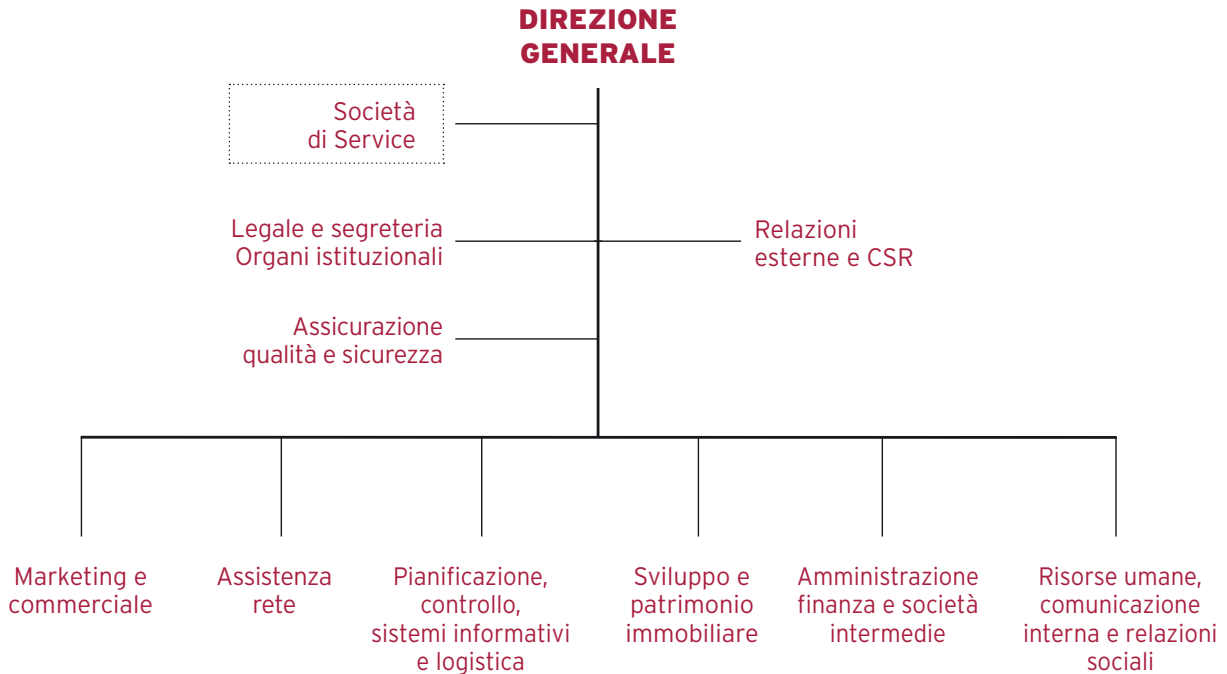 DIREZIONE
GENERALE
Società
di Service
Legale e segreteria
Organi istituzionali
Relazioni
esterne e CSR
Assicurazione
qualità e sicurezza
Marketing e
commerciale
Assistenza
rete
Pianificazione,
controllo,
sistemi informativi
e logistica
Sviluppo e
patrimonio
immobiliare
Amministrazione
finanza e società
intermedie
Risorse umane,
comunicazione
interna e relazioni
sociali